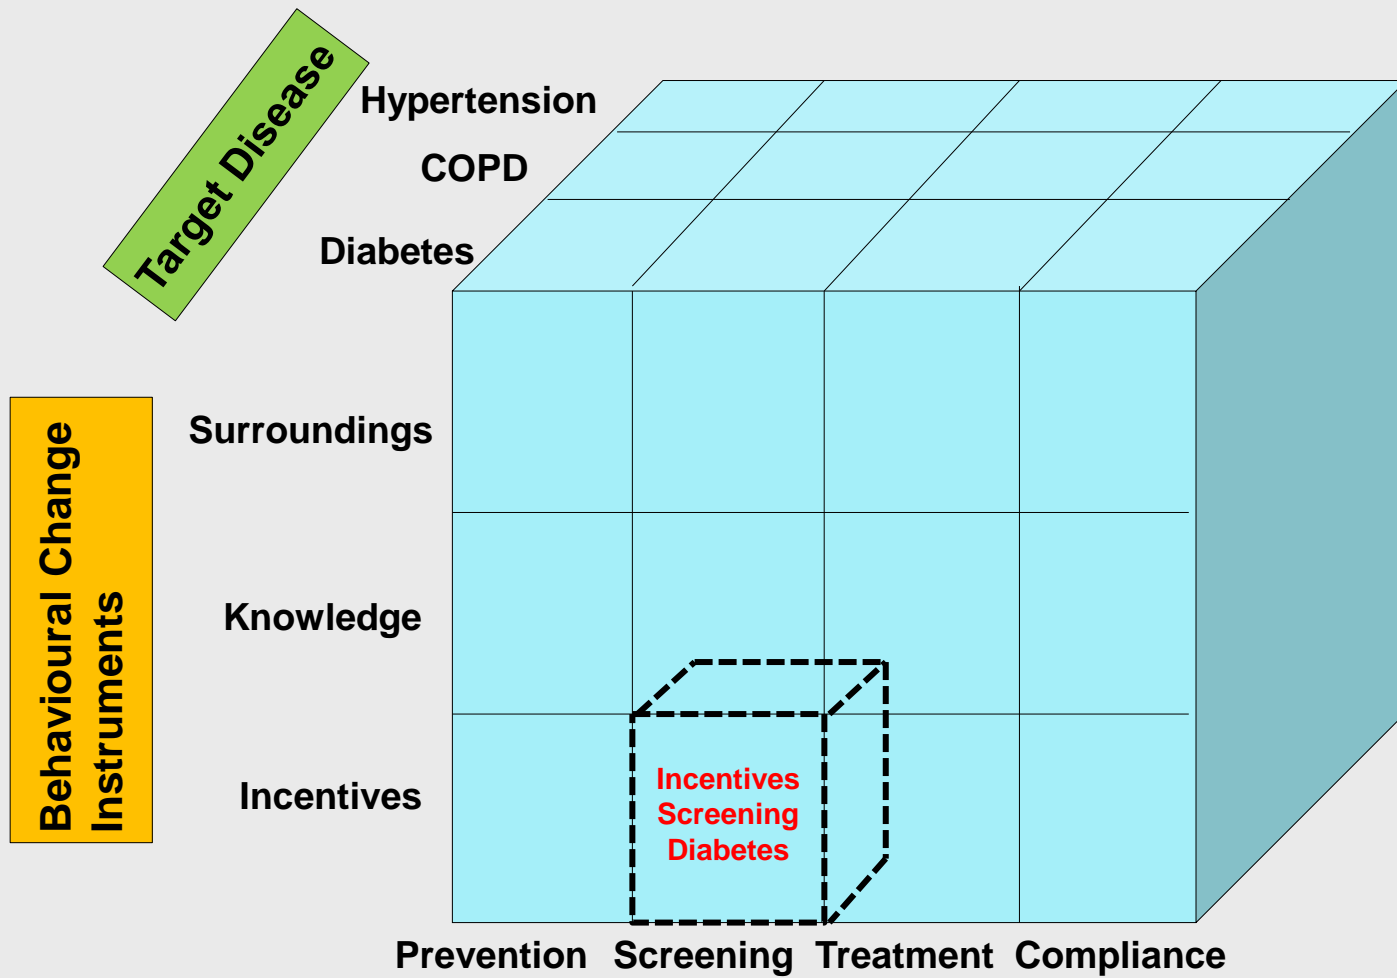 Target Disease
Hypertension
COPD
Diabetes
Behavioural Change
Instruments
Surroundings
Knowledge
Incentives
Incentives
Screening
Diabetes
Prevention Screening Treatment Compliance